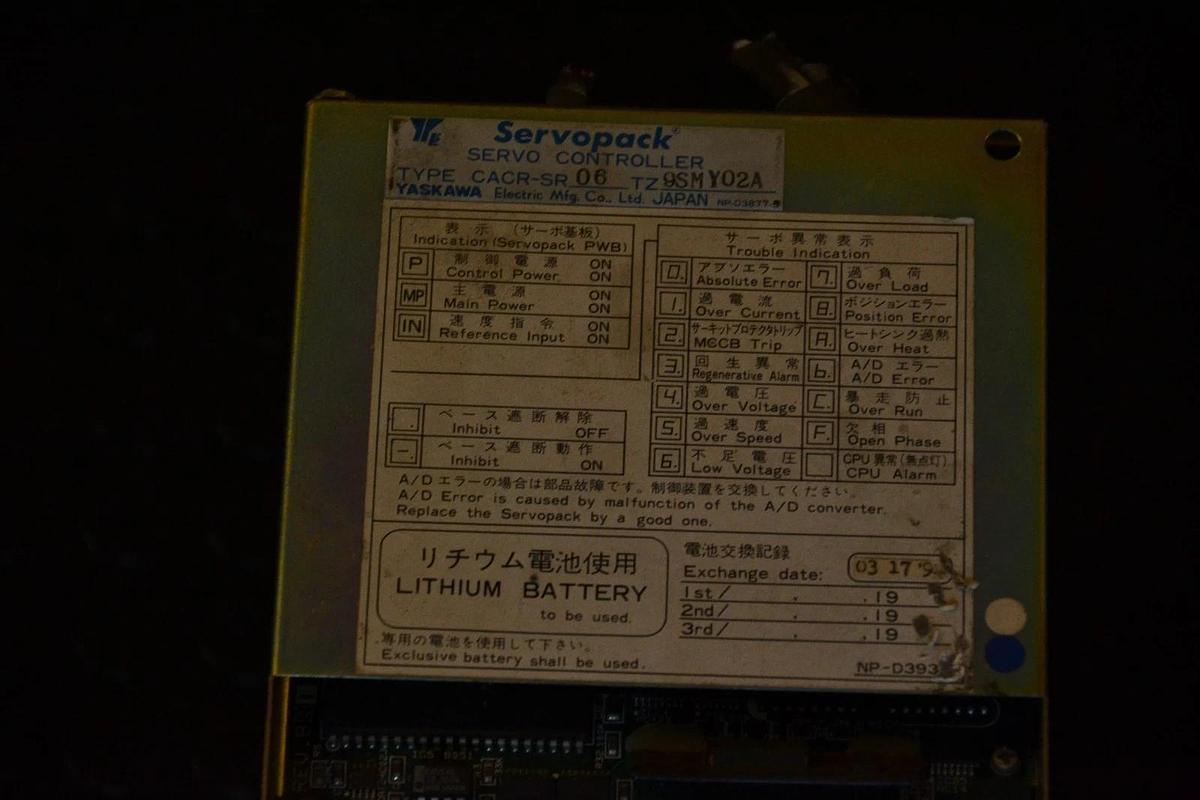 Servopack
SERVO CONTROLLER
TYPE CACR-SR 06 TZ 9SMY02A
YASKAWA Electric Mfg. Co., Ltd. JAPAN
表示 (サーボ基板)
Indication (Servopack PWB)
P 制御電源 ON
Control Power ON
MP 主電源 ON
Main Power ON
IN 速度指令 ON
Reference Input ON
. ベース遮断解除
Inhibit OFF
-. ベース遮断動作
Inhibit ON
サーボ異常表示
Trouble Indication
0. アブソエラー
Absolute Error
1. 過電流
Over Current
2. サーキットプロテクタトリップ
MCCB Trip
3. 回生異常
Regenerative Alarm
4. 過電圧
Over Voltage
5. 過速度
Over Speed
6. 不足電圧
Low Voltage
7. 過負荷
Over Load
8. ポジションエラー
Position Error
A. ヒートシンク過熱
Over Heat
b. A/D エラー
A/D Error
C. 暴走防止
Over Run
F. 欠相
Open Phase
CPU異常(無点灯)
CPU Alarm
A/Dエラーの場合は部品故障です。制御装置を交換してください。
A/D Error is caused by malfunction of the A/D converter.
Replace the Servopack by a good one.
リチウム電池使用
LITHIUM BATTERY
to be used.
専用の電池を使用して下さい。
Exclusive battery shall be used.
電池交換記録
Exchange date: 03 17
1st/ . .19
2nd/ . .19
3rd/ . .19